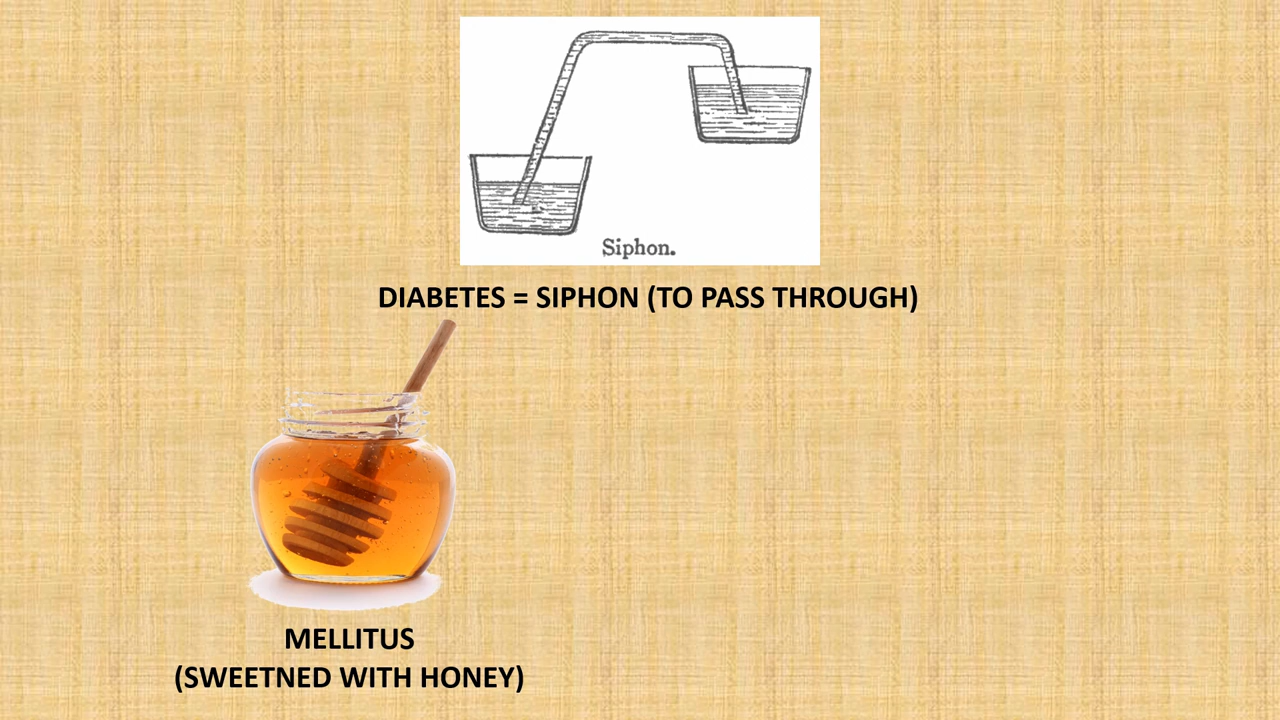 Siphon.
DIABETES = SIPHON (TO PASS THROUGH)
MELLITUS
(SWEETNED WITH HONEY)